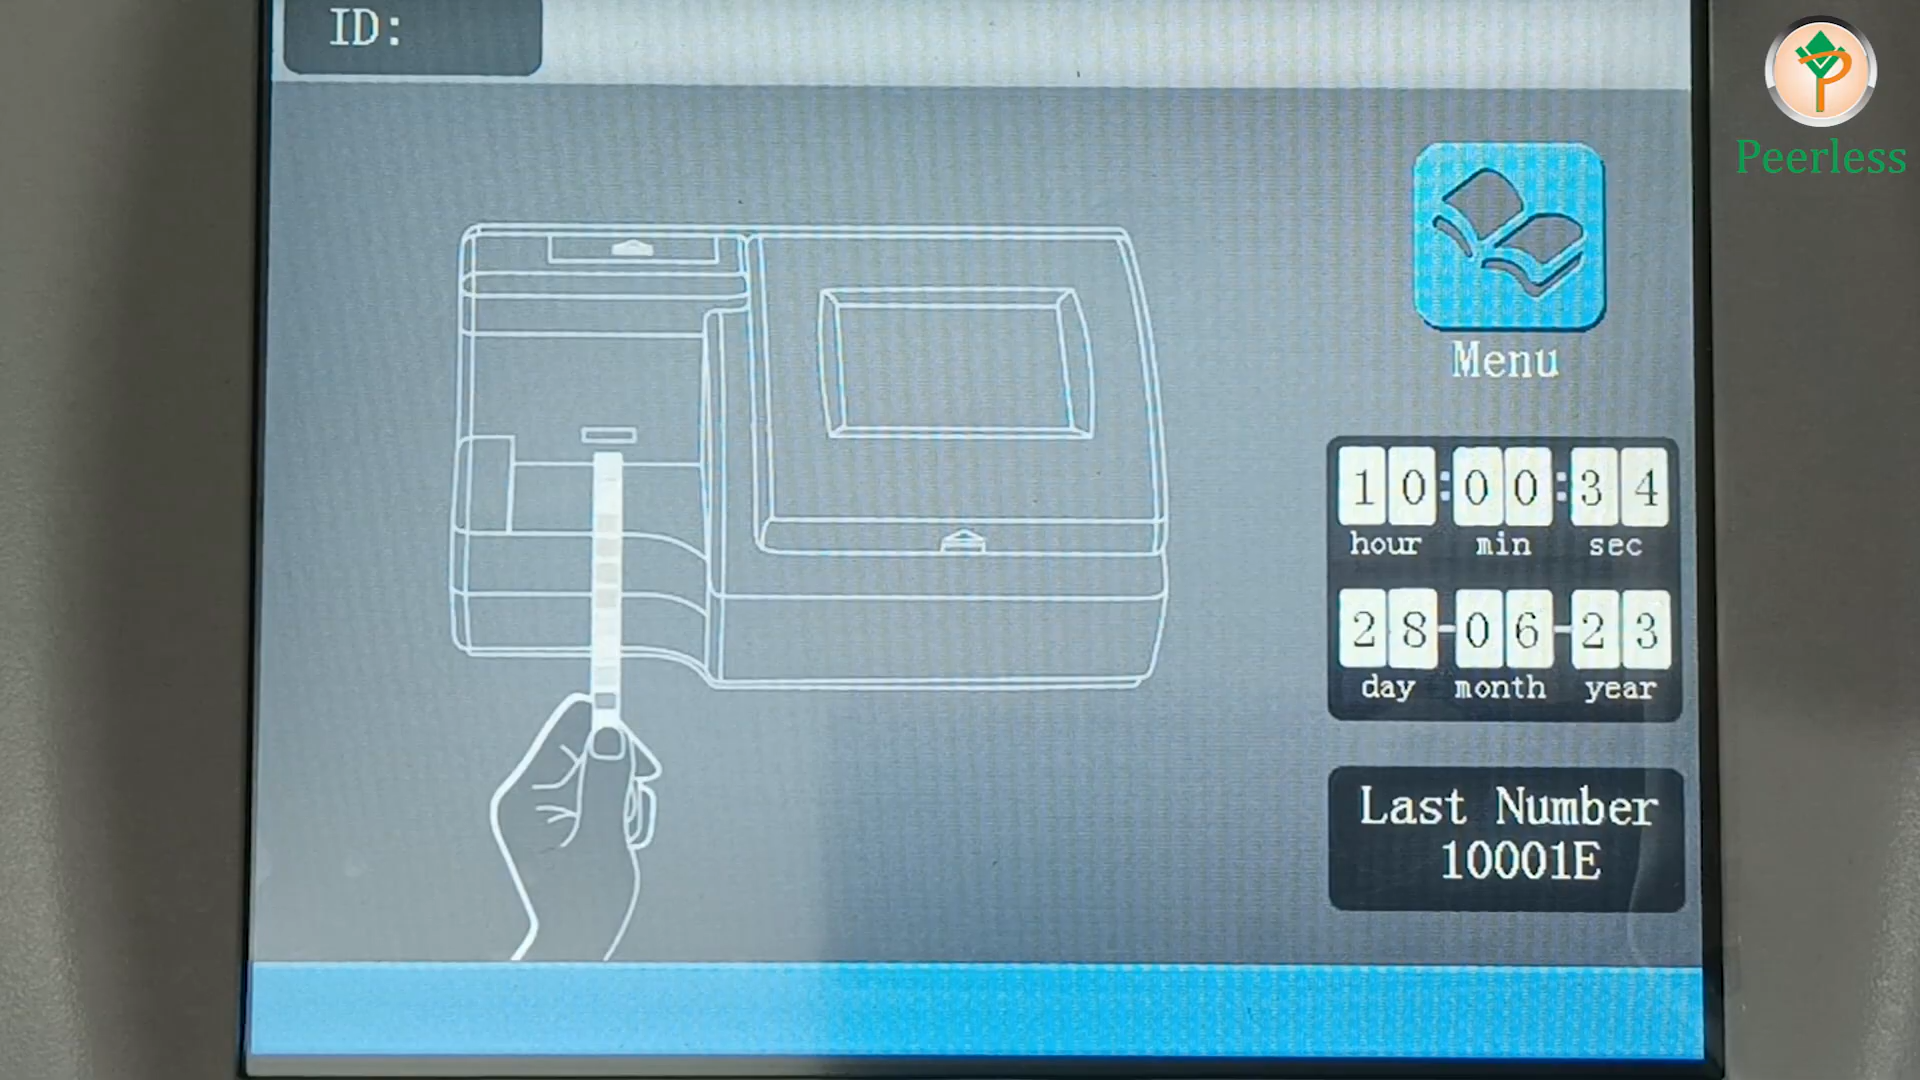 ID:
Peerless
Menu
10:00:34
hour min sec
28-06-23
day month year
Last Number
10001E